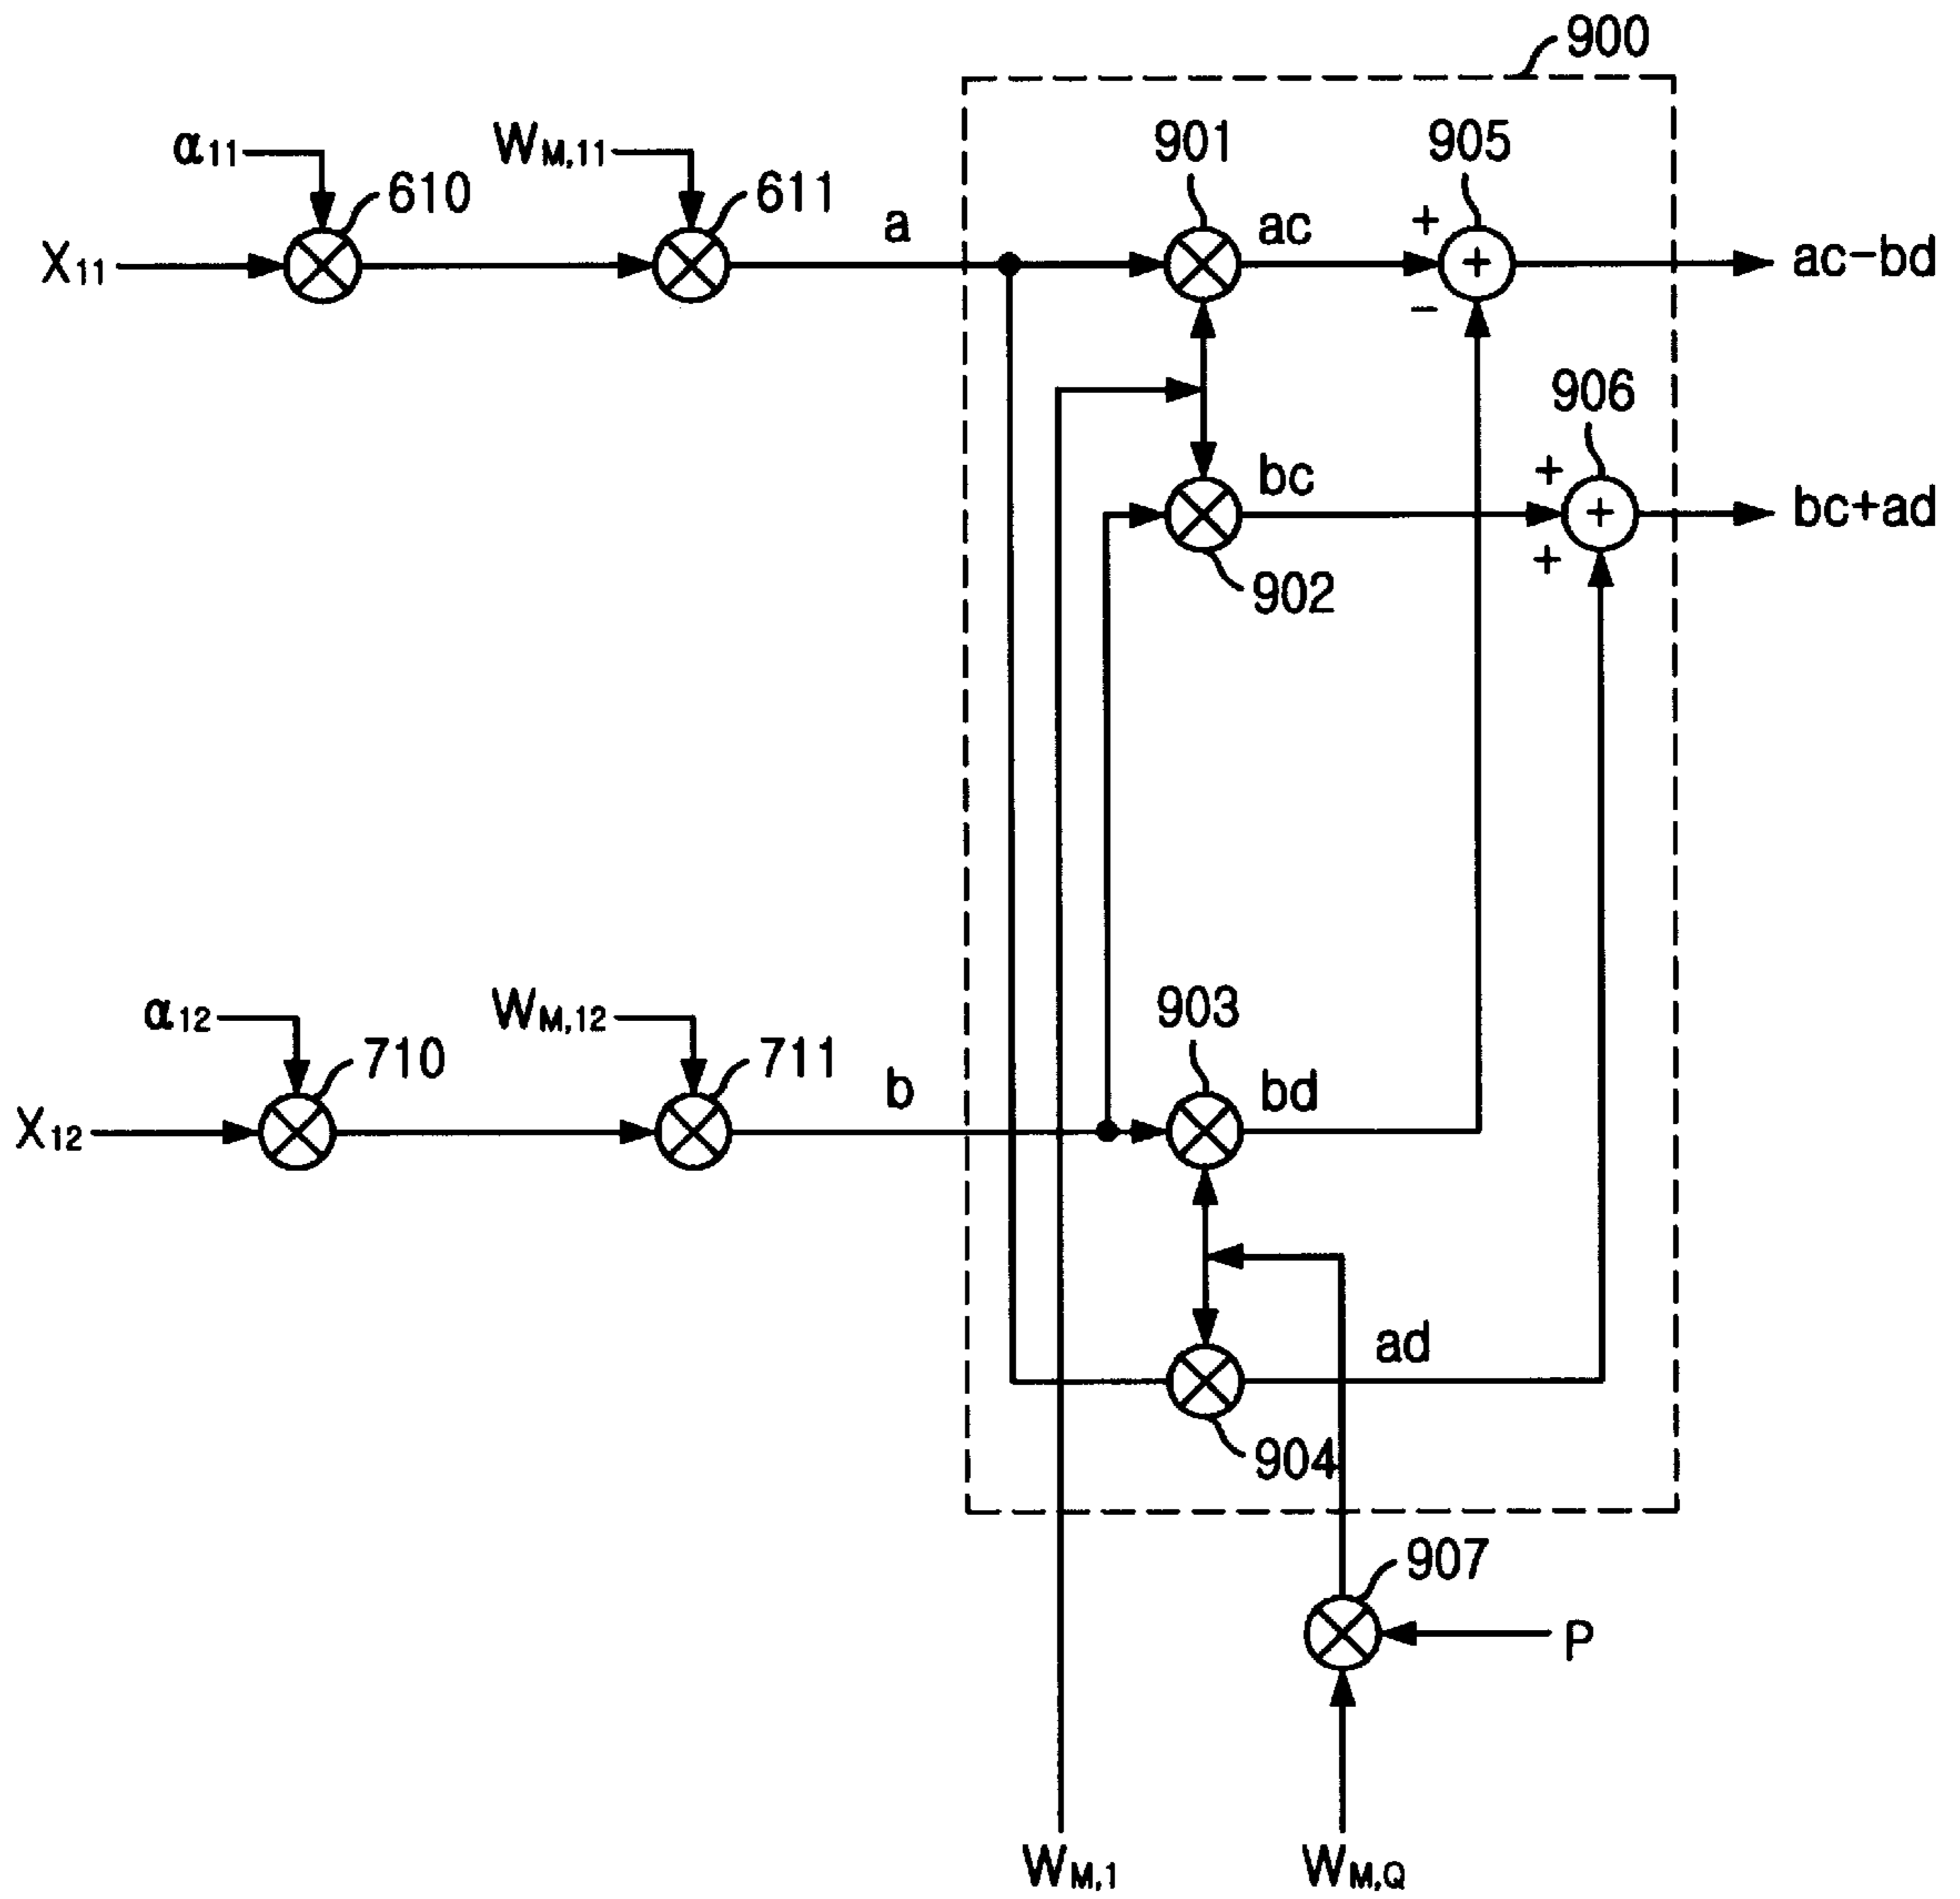 900
α11
WM,11
901
905
610
611
a
ac
+
X11
+
ac-bd
−
906
bc
+
+
bc+ad
+
902
α12
WM,12
903
710
711
b
bd
X12
ad
904
907
P
WM,1
WM,Q